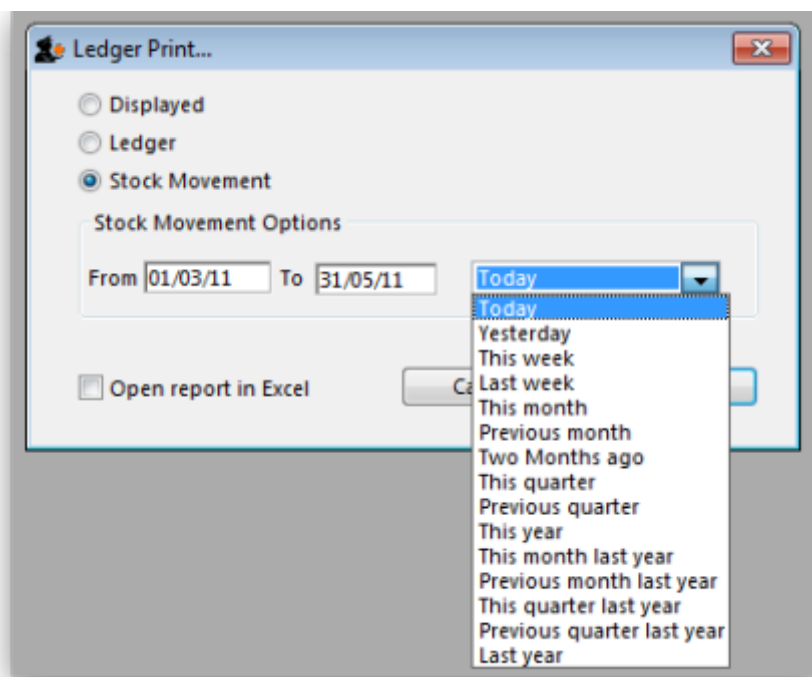 Ledger Print...
Displayed
Ledger
Stock Movement
Stock Movement Options
From 01/03/11 To 31/05/11 Today
Today
Yesterday
This week
Last week
This month
Previous month
Two Months ago
This quarter
Previous quarter
This year
This month last year
Previous month last year
This quarter last year
Previous quarter last year
Last year
Open report in Excel